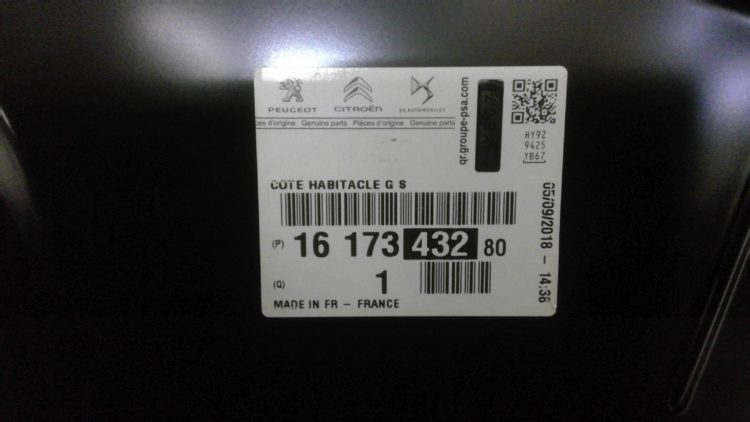 PEUGEOT CITROËN DS AUTOMOBILES
ces d'origine Genuine parts Pièces d'origine Genuine parts
qr.groupe-psa.com
HY92
9425
YB67
COTE HABITACLE G S
(P) 16 173 432 80
(Q) 1
MADE IN FR - FRANCE
05/09/2018 - 14:36